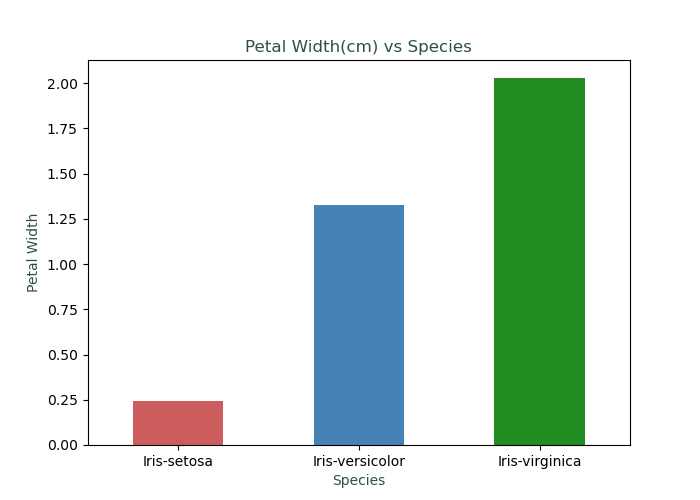 Petal Width(cm) vs Species
2.00
1.75
1.50
1.25
1.00
0.75
0.50
0.25
0.00
Petal Width
Iris-setosa Iris-versicolor Iris-virginica
Species